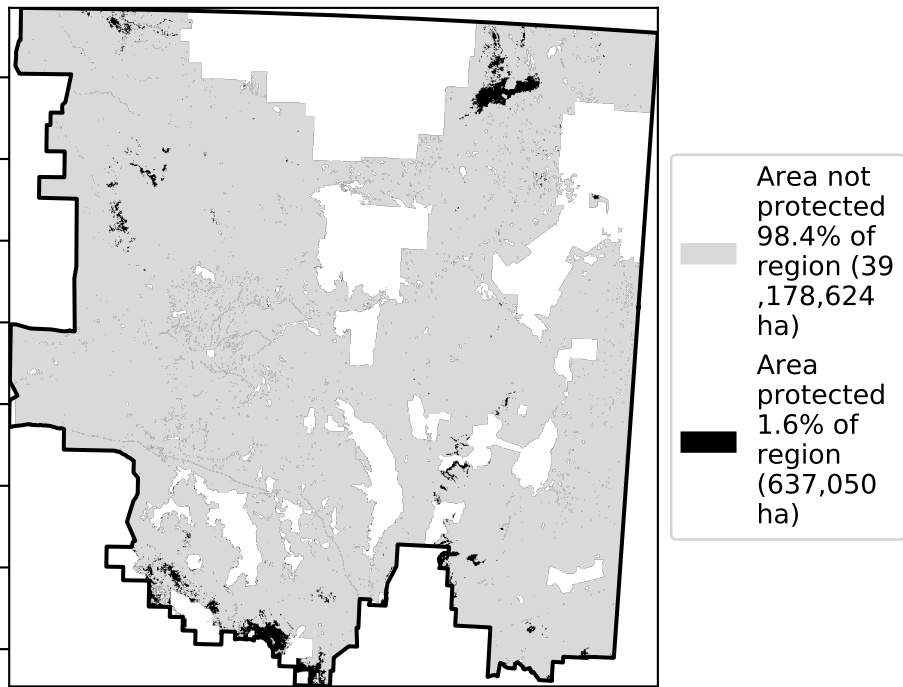 Area not
protected
98.4% of
region (39
,178,624
ha)
Area
protected
1.6% of
region
(637,050
ha)